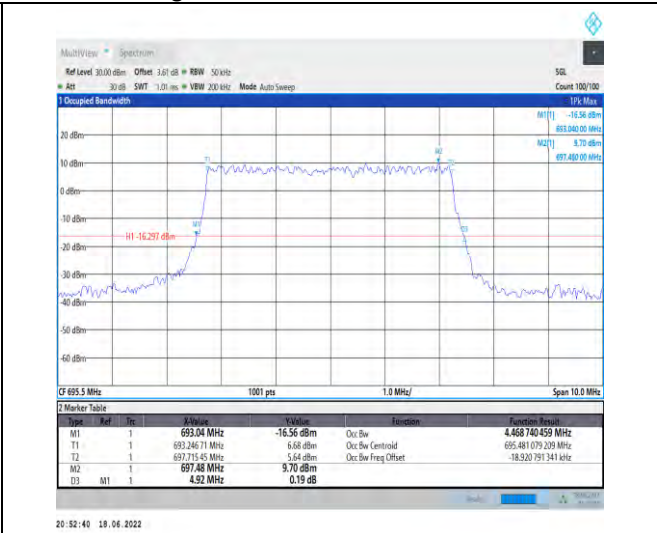 MultiView Spectrum
Ref Level 30.00 dBm Offset 3.61 dB RBW 50 kHz SGL
Att 30 dB SWT 1.01 ms VBW 200 kHz Mode Auto Sweep Count 100/100
1 Occupied Bandwidth 1Pk Max
M1[1] -16.56 dBm
693.040 00 MHz
M2[1] 9.70 dBm
697.480 00 MHz
20 dBm
10 dBm
0 dBm
-10 dBm
-20 dBm
-30 dBm
-40 dBm
-50 dBm
-60 dBm
T1
M2
M1
D3
H1 -16.297 dBm
CF 695.5 MHz 1001 pts 1.0 MHz/ Span 10.0 MHz
2 Marker Table
Type Ref Trc X-Value Y-Value Function Function Result
M1 1 693.04 MHz -16.56 dBm Occ Bw 4.468 740 459 MHz
T1 1 693.246 71 MHz 6.68 dBm Occ Bw Centroid 695.481 079 209 MHz
T2 1 697.715 45 MHz 5.64 dBm Occ Bw Freq Offset -18.920 791 341 kHz
M2 1 697.48 MHz 9.70 dBm
D3 M1 1 4.92 MHz 0.19 dB
20:52:40 18.06.2022